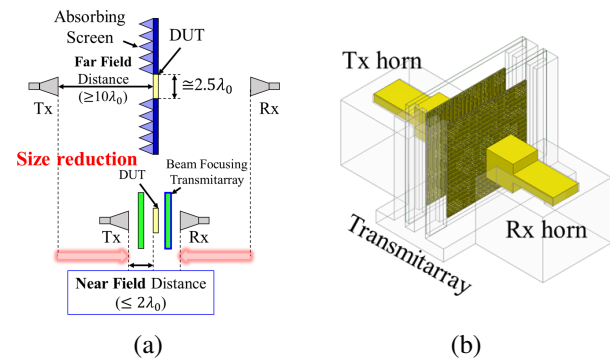 Absorbing
Screen
DUT
Far Field
Distance
(≥10λ₀)
≅2.5λ₀
Tx
Rx
Size reduction
DUT
Beam Focusing
Transmitarray
Tx
Rx
Near Field Distance
(≤ 2λ₀)
(a)
Tx horn
Rx horn
Transmitarray
(b)